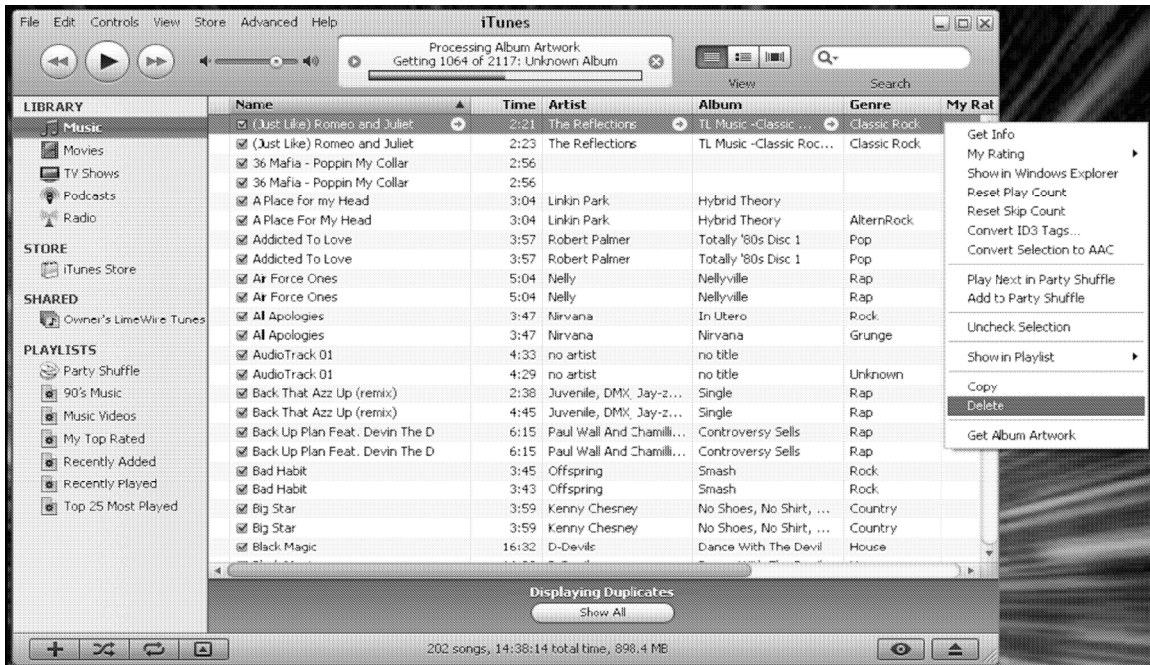 File Edit Controls View Store Advanced Help
iTunes
Processing Album Artwork
Getting 1064 of 2117: Unknown Album
View
Search
LIBRARY
Music
Movies
TV Shows
Podcasts
Radio
STORE
iTunes Store
SHARED
Owner's LimeWire Tunes
PLAYLISTS
Party Shuffle
90's Music
Music Videos
My Top Rated
Recently Added
Recently Played
Top 25 Most Played
Name Time Artist Album Genre My Rat
(Just Like) Romeo and Juliet 2:21 The Reflections TL Music -Classic ... Classic Rock
(Just Like) Romeo and Juliet 2:23 The Reflections TL Music -Classic Roc... Classic Rock
36 Mafia - Poppin My Collar 2:56
36 Mafia - Poppin My Collar 2:56
A Place for my Head 3:04 Linkin Park Hybrid Theory
A Place For My Head 3:04 Linkin Park Hybrid Theory AlternRock
Addicted To Love 3:57 Robert Palmer Totally '80s Disc 1 Pop
Addicted To Love 3:57 Robert Palmer Totally '80s Disc 1 Pop
Air Force Ones 5:04 Nelly Nellyville Rap
Air Force Ones 5:04 Nelly Nellyville Rap
All Apologies 3:47 Nirvana In Utero Rock
All Apologies 3:47 Nirvana Nirvana Grunge
AudioTrack 01 4:33 no artist no title
AudioTrack 01 4:29 no artist no title Unknown
Back That Azz Up (remix) 2:38 Juvenile, DMX, Jay-z... Single Rap
Back That Azz Up (remix) 4:45 Juvenile, DMX, Jay-z... Single Rap
Back Up Plan Feat. Devin The D 6:15 Paul Wall And Chamilli... Controversy Sells Rap
Back Up Plan Feat. Devin The D 6:15 Paul Wall And Chamilli... Controversy Sells Rap
Bad Habit 3:45 Offspring Smash Rock
Bad Habit 3:43 Offspring Smash Rock
Big Star 3:59 Kenny Chesney No Shoes, No Shirt, ... Country
Big Star 3:59 Kenny Chesney No Shoes, No Shirt, ... Country
Black Magic 16:32 D-Devils Dance With The Devil House
Get Info
My Rating
Show in Windows Explorer
Reset Play Count
Reset Skip Count
Convert ID3 Tags...
Convert Selection to AAC
Play Next in Party Shuffle
Add to Party Shuffle
Uncheck Selection
Show in Playlist
Copy
Delete
Get Album Artwork
Displaying Duplicates
Show All
202 songs, 14:38:14 total time, 898.4 MB